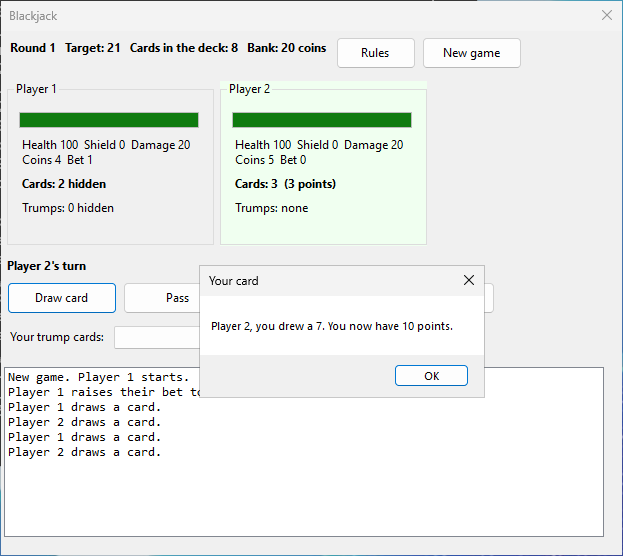 Blackjack
Round 1 Target: 21 Cards in the deck: 8 Bank: 20 coins Rules New game
Player 1
Health 100 Shield 0 Damage 20
Coins 4 Bet 1
Cards: 2 hidden
Trumps: 0 hidden
Player 2
Health 100 Shield 0 Damage 20
Coins 5 Bet 0
Cards: 3 (3 points)
Trumps: none
Player 2's turn
Draw card Pass
Your trump cards:
Your card
Player 2, you drew a 7. You now have 10 points.
OK
New game. Player 1 starts.
Player 1 raises their bet
Player 1 draws a card.
Player 2 draws a card.
Player 1 draws a card.
Player 2 draws a card.